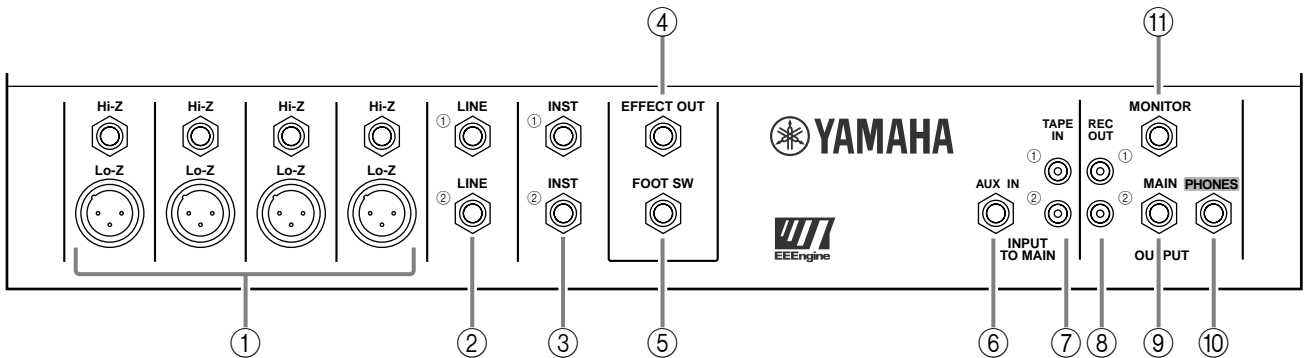 ④ ⑪
Hi-Z Hi-Z Hi-Z Hi-Z
① LINE
① INST
EFFECT OUT
YAMAHA
TAPE
IN
REC
OUT
MONITOR
① ①
Lo-Z Lo-Z Lo-Z Lo-Z
② LINE
② INST
FOOT SW
AUX IN
② ②
MAIN
PHONES
EEEngine
INPUT
TO MAIN
OUTPUT
① ② ③ ⑤ ⑥ ⑦ ⑧ ⑨ ⑩